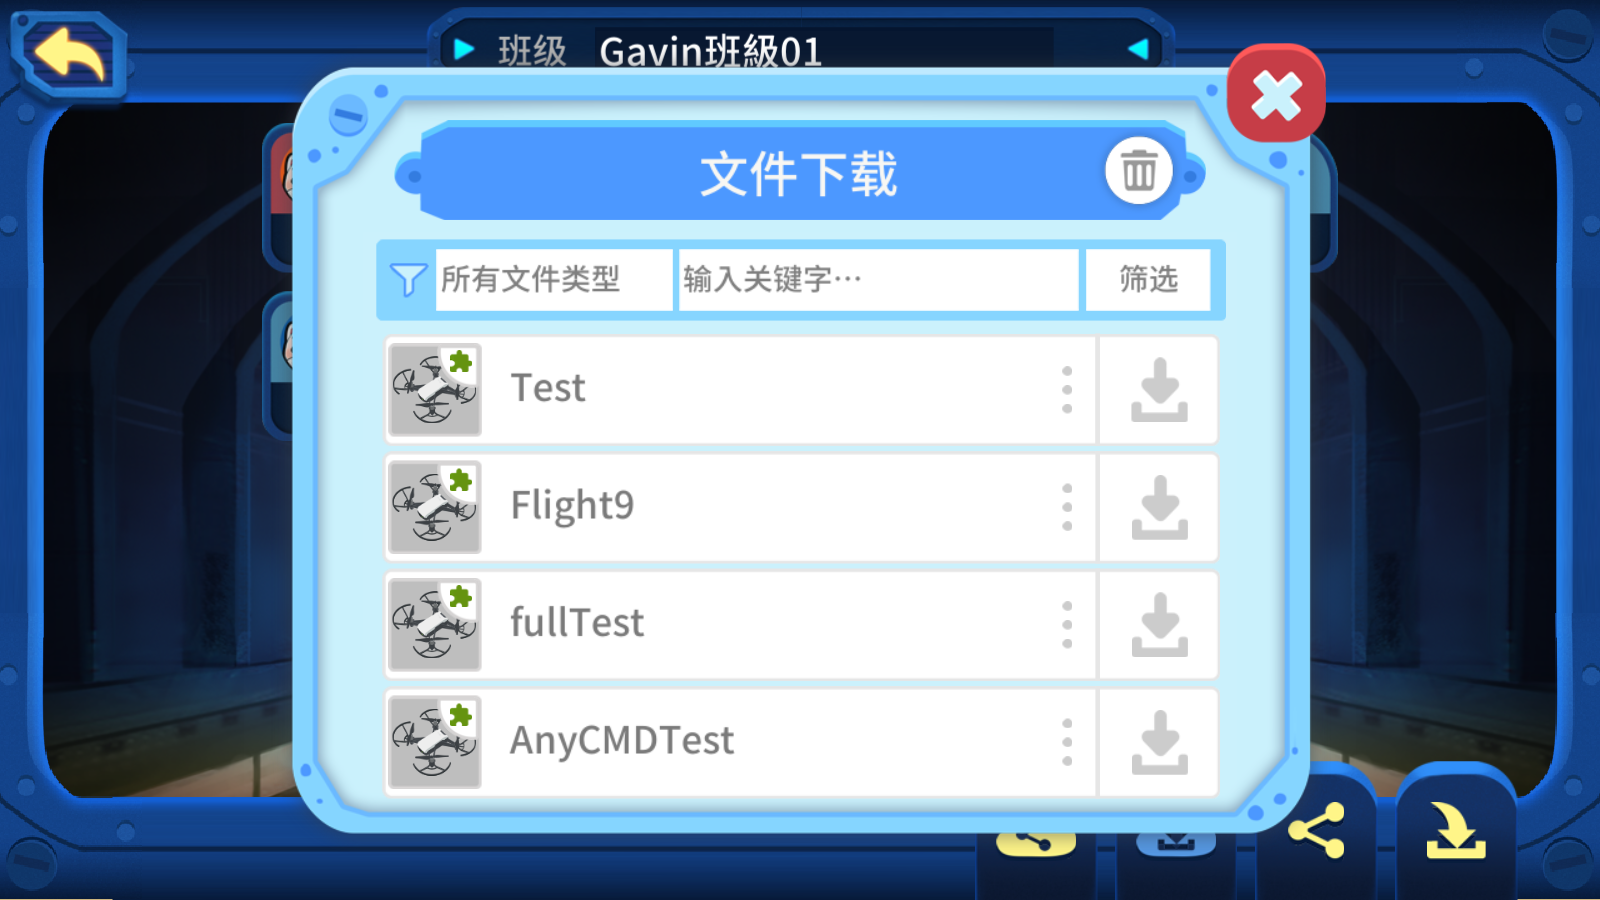 班级 Gavin班級01
文件下载
所有文件类型 输入关键字… 筛选
Test
Flight9
fullTest
AnyCMDTest